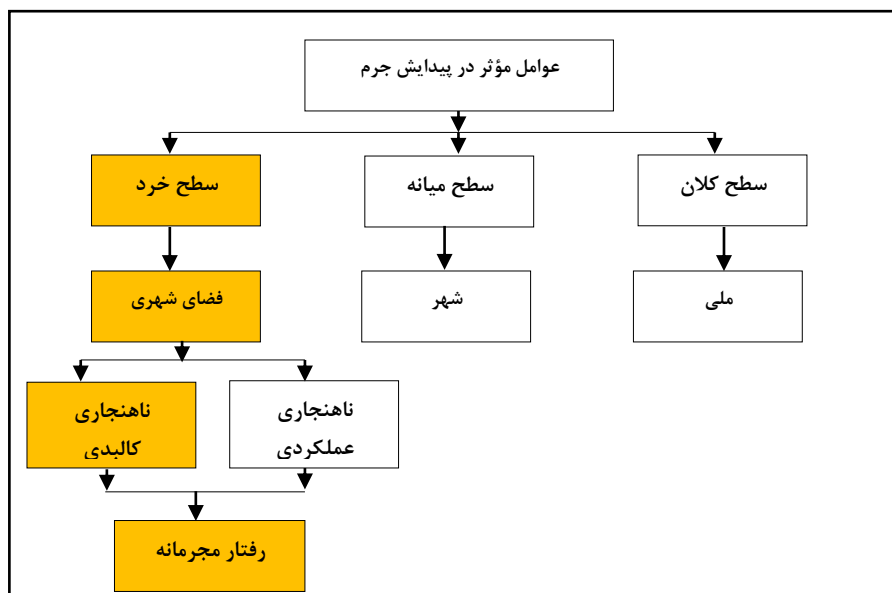 عوامل مؤثر در پیدایش جرم
سطح کلان
سطح میانه
سطح خرد
ملی
شهر
فضای شهری
ناهنجاری
عملکردی
ناهنجاری
کالبدی
رفتار مجرمانه